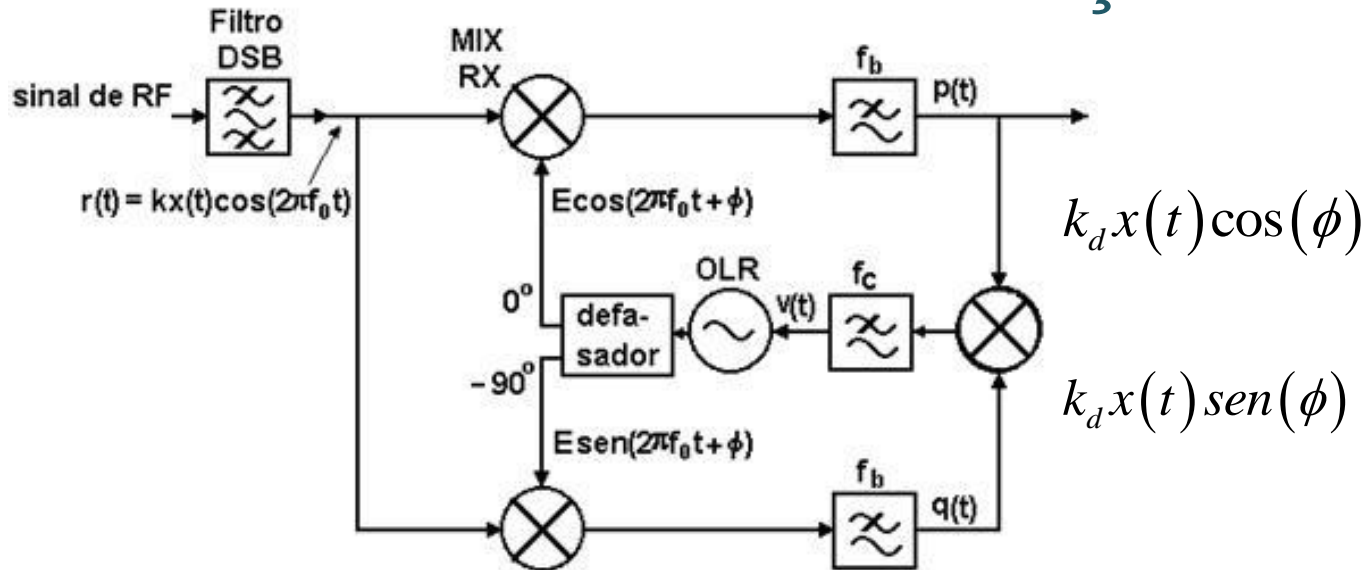 3
Filtro
DSB
MIX
RX
f_b
p(t)
sinal de RF
r(t) = kx(t)cos(2πf₀t)
Ecos(2πf₀t+ϕ)
k_d x(t)cos(ϕ)
OLR
f_c
0°
defa-
sador
v(t)
-90°
k_d x(t)sen(ϕ)
Esen(2πf₀t+ϕ)
f_b
q(t)